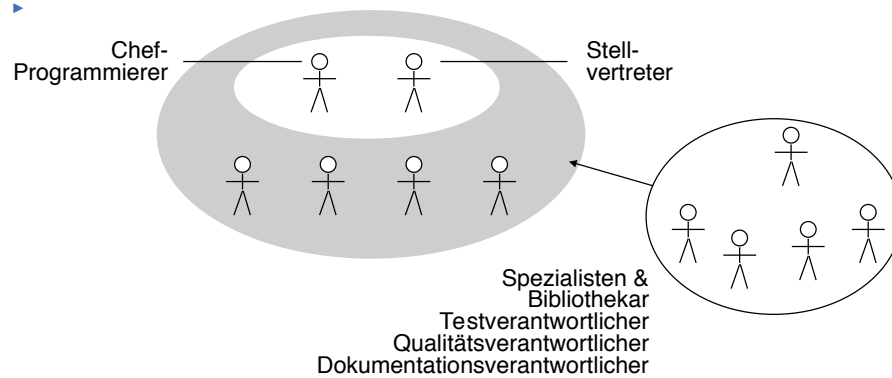 Chef-
Programmierer
Stell-
vertreter
Spezialisten &
Bibliothekar
Testverantwortlicher
Qualitätsverantwortlicher
Dokumentationsverantwortlicher